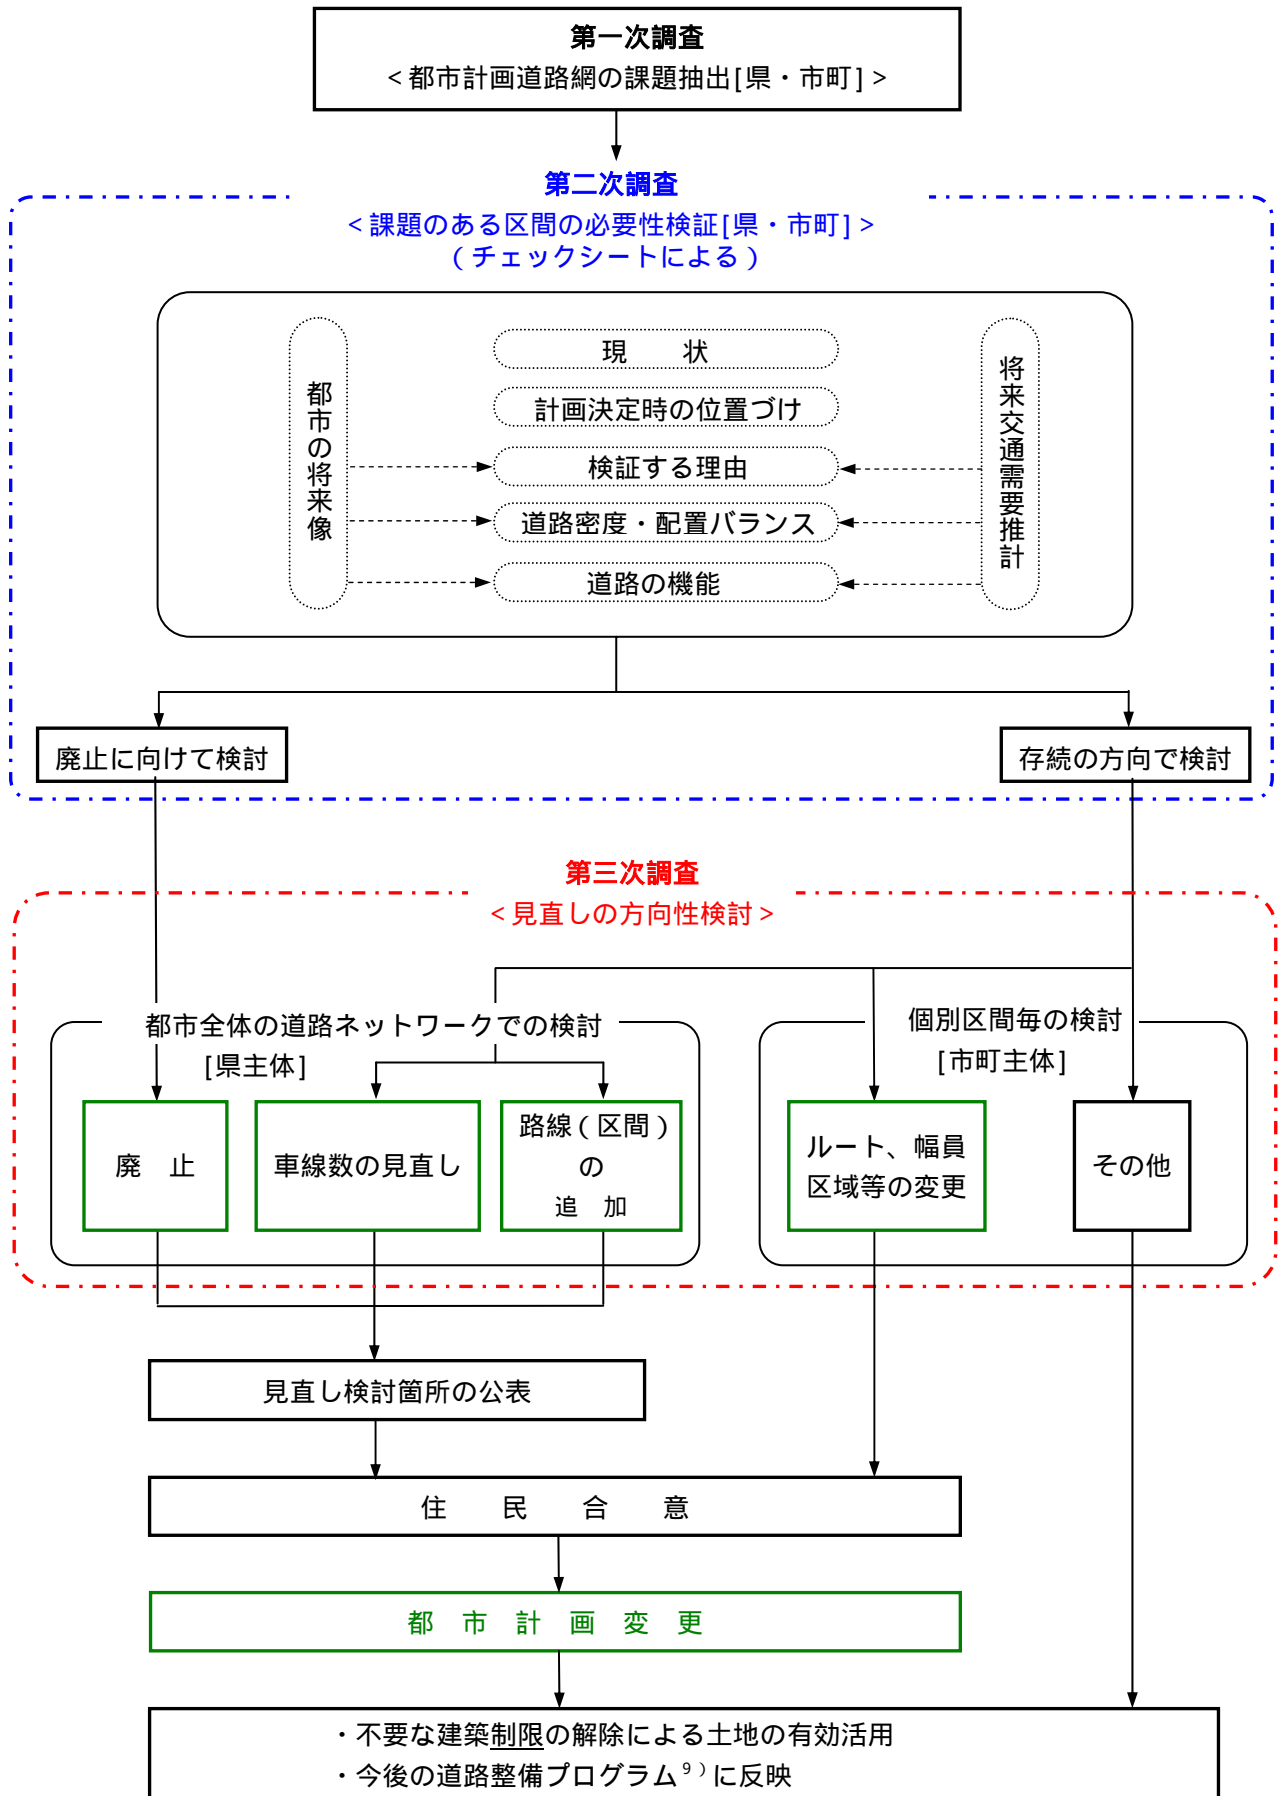 第一次調査
<都市計画道路網の課題抽出[県・市町]>
第二次調査
<課題のある区間の必要性検証[県・市町]>
(チェックシートによる)
都市の将来像
現　　状
計画決定時の位置づけ
検証する理由
道路密度・配置バランス
道路の機能
将来交通需要推計
廃止に向けて検討
存続の方向で検討
第三次調査
<見直しの方向性検討>
都市全体の道路ネットワークでの検討
[県主体]
廃　止
車線数の見直し
路線(区間)
の
追　加
個別区間毎の検討
[市町主体]
ルート、幅員
区域等の変更
その他
見直し検討箇所の公表
住　　民　　合　　意
都　市　計　画　変　更
・不要な建築制限の解除による土地の有効活用
・今後の道路整備プログラム9)に反映